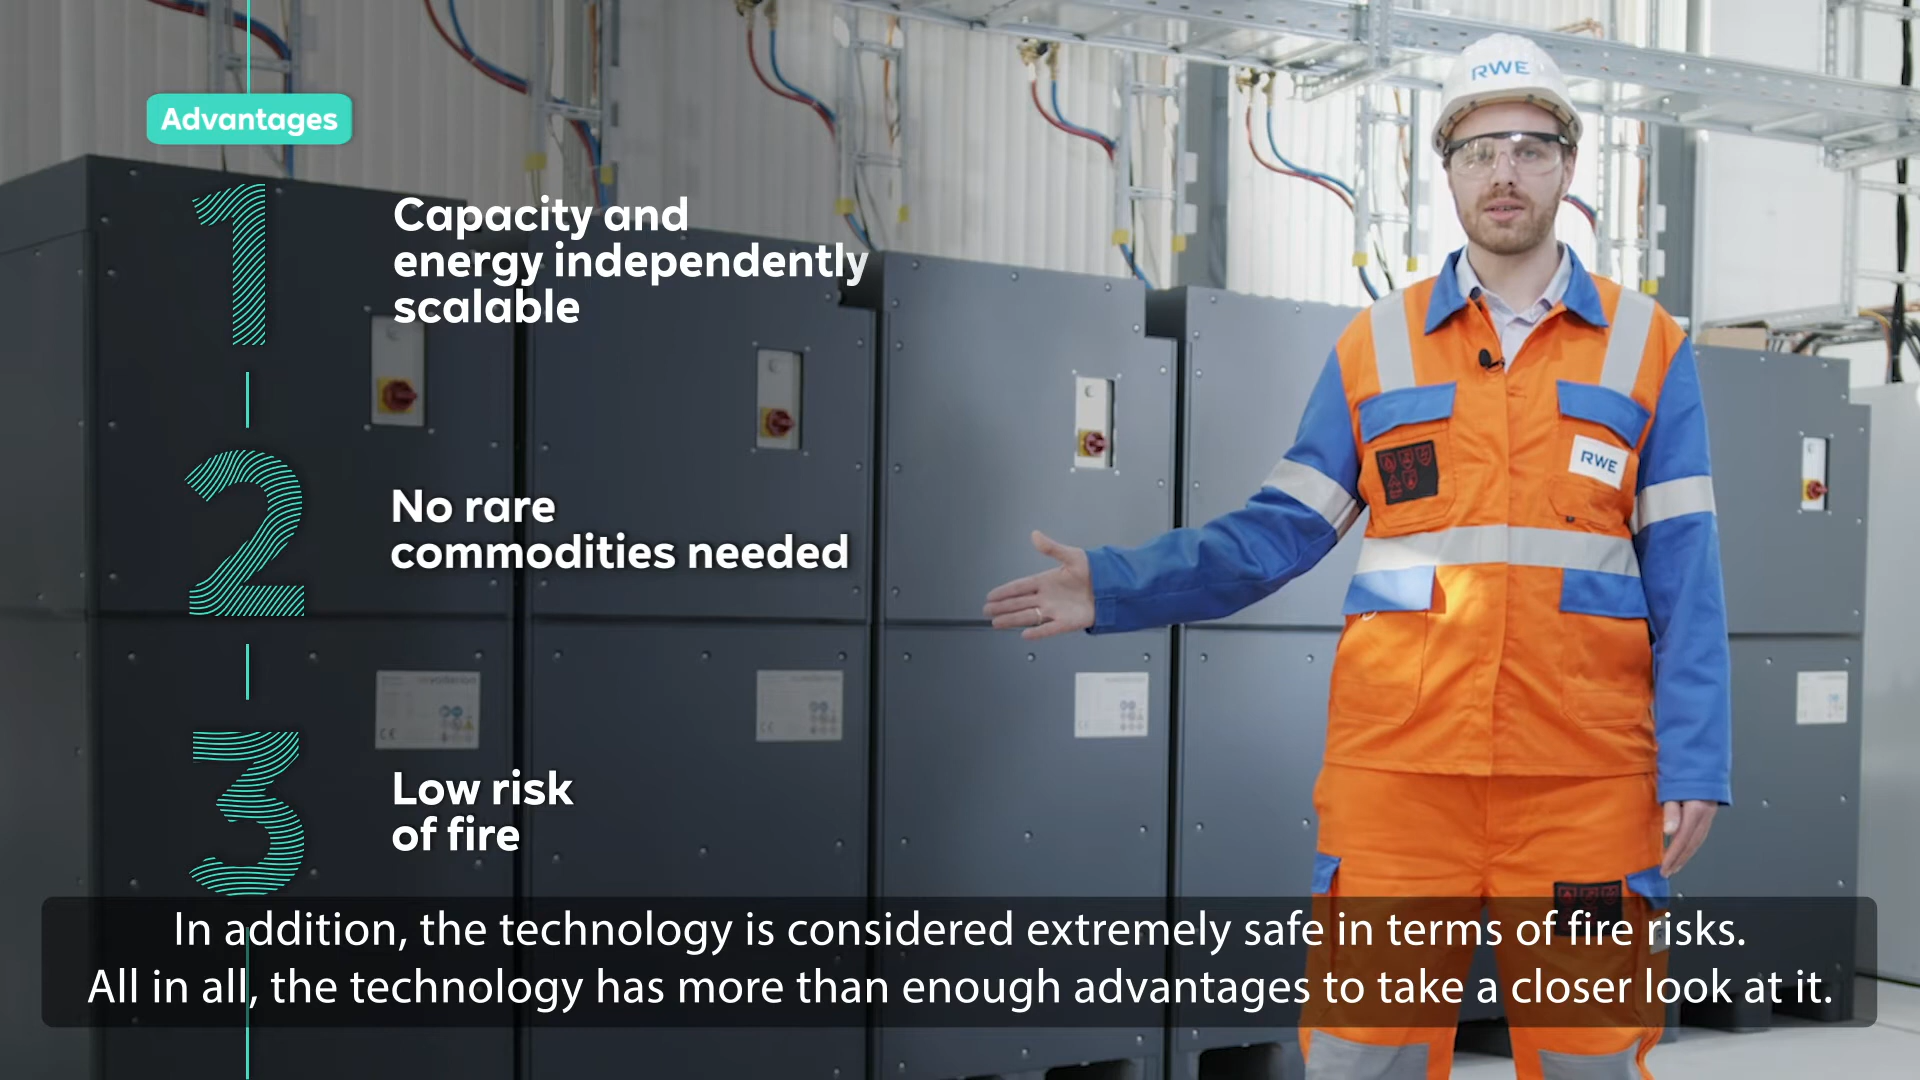 RWE
Advantages
1
Capacity and
energy independently
scalable
RWE
2
No rare
commodities needed
3
Low risk
of fire
In addition, the technology is considered extremely safe in terms of fire risks.
All in all, the technology has more than enough advantages to take a closer look at it.